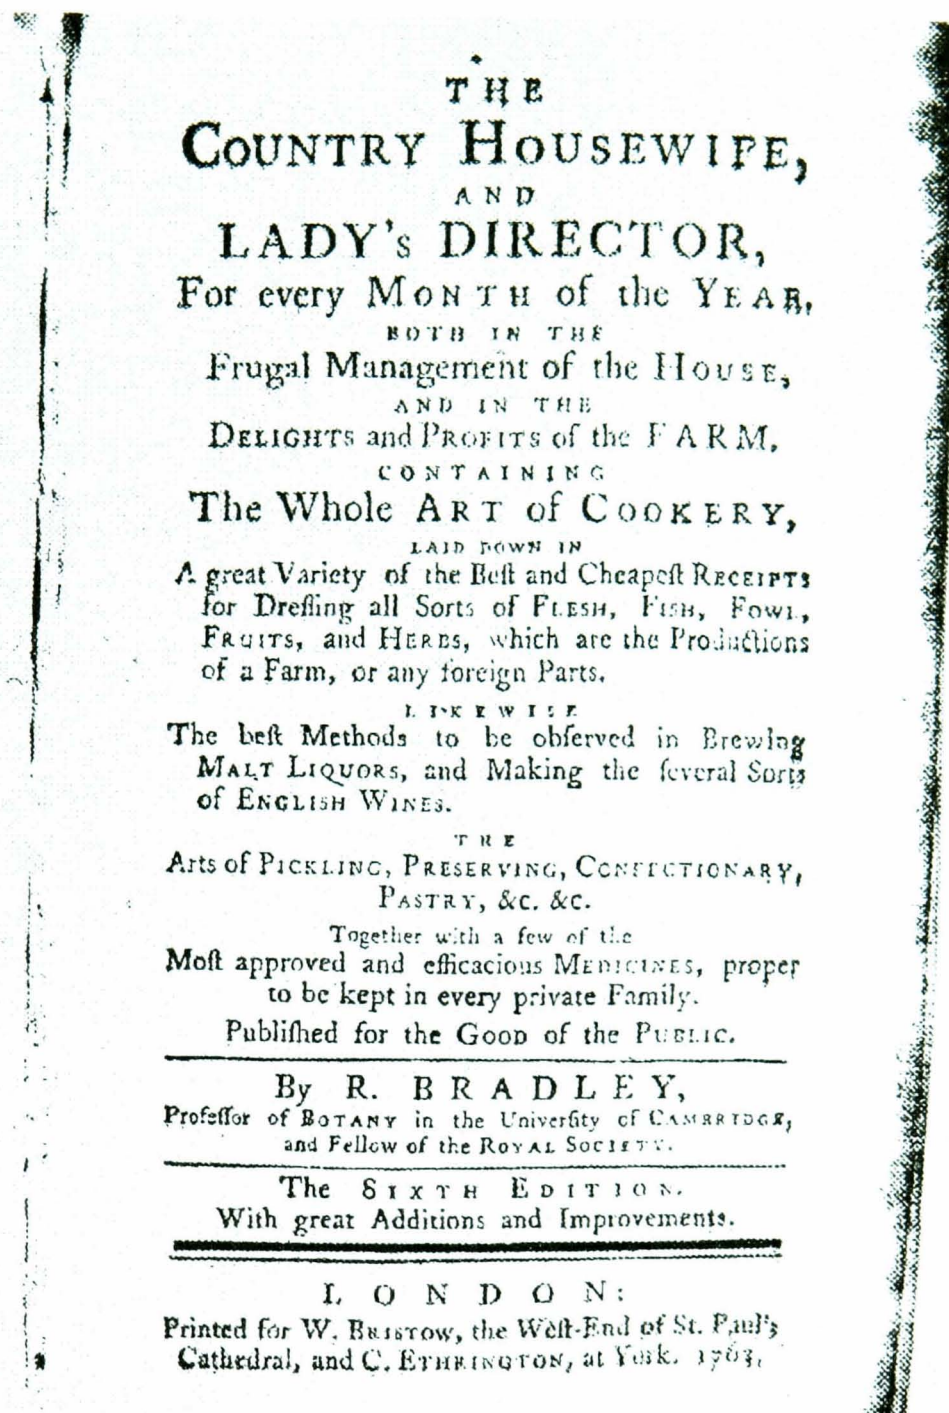 THE
COUNTRY HOUSEWIFE,
AND
LADY's DIRECTOR,
For every MONTH of the YEAR,
BOTH IN THE
Frugal Management of the HOUSE,
AND IN THE
DELIGHTS and PROFITS of the FARM,
CONTAINING
The Whole ART of COOKERY,
LAID DOWN IN
A great Variety of the Beſt and Cheapeſt RECEIPTS
for Dreſſing all Sorts of FLESH, FISH, FOWL,
FRUITS, and HERBS, which are the Productions
of a Farm, or any foreign Parts.
LIKEWISE
The beſt Methods to be obſerved in Brewing
MALT LIQUORS, and Making the ſeveral Sorts
of ENGLISH WINES.
THE
Arts of PICKLING, PRESERVING, CONFECTIONARY,
PASTRY, &c. &c.
Together with a few of the
Moſt approved and efficacious MEDICINES, proper
to be kept in every private Family.
Publiſhed for the GOOD of the PUBLIC.
By R. BRADLEY,
Profeſſor of BOTANY in the Univerſity of CAMBRIDGE,
and Fellow of the ROYAL SOCIETY.
The SIXTH EDITION.
With great Additions and Improvements.
LONDON:
Printed for W. BRISTOW, the Weſt-End of St. Paul's
Cathedral, and C. ETHRINGTON, at York. 1763.